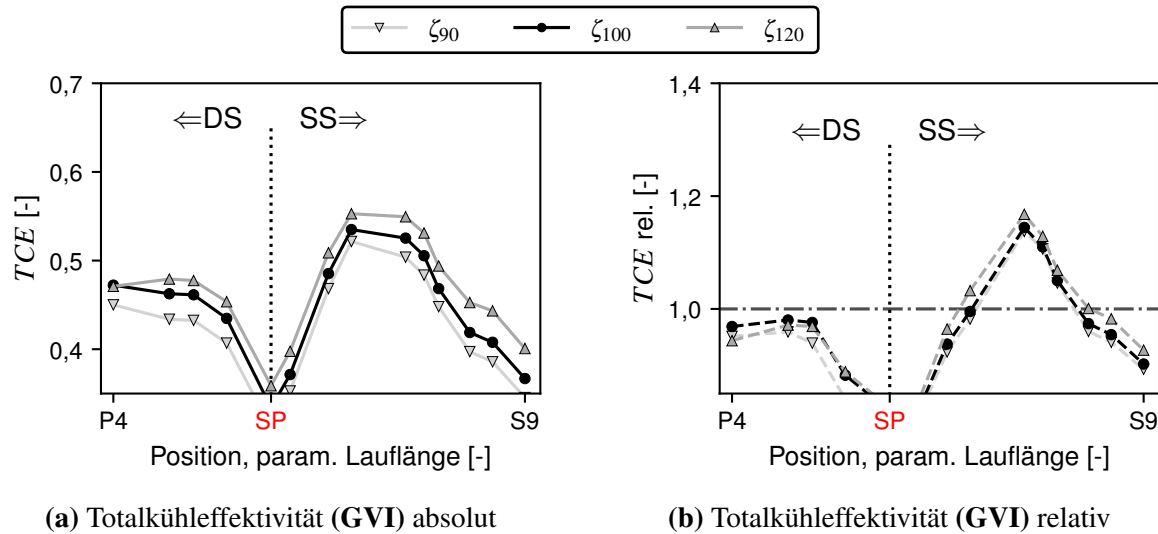 ζ90 ζ100 ζ120
0,7
0,6
0,5
0,4
TCE [-]
⇐DS SS⇒
P4 SP S9
Position, param. Lauflänge [-]
(a) Totalkühleffektivität (GVI) absolut
1,4
1,2
1,0
TCE rel. [-]
⇐DS SS⇒
P4 SP S9
Position, param. Lauflänge [-]
(b) Totalkühleffektivität (GVI) relativ